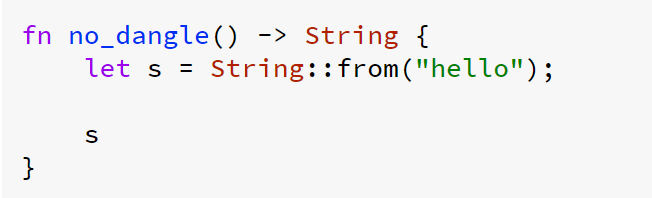 fn no_dangle() -> String {
    let s = String::from("hello");

    s
}